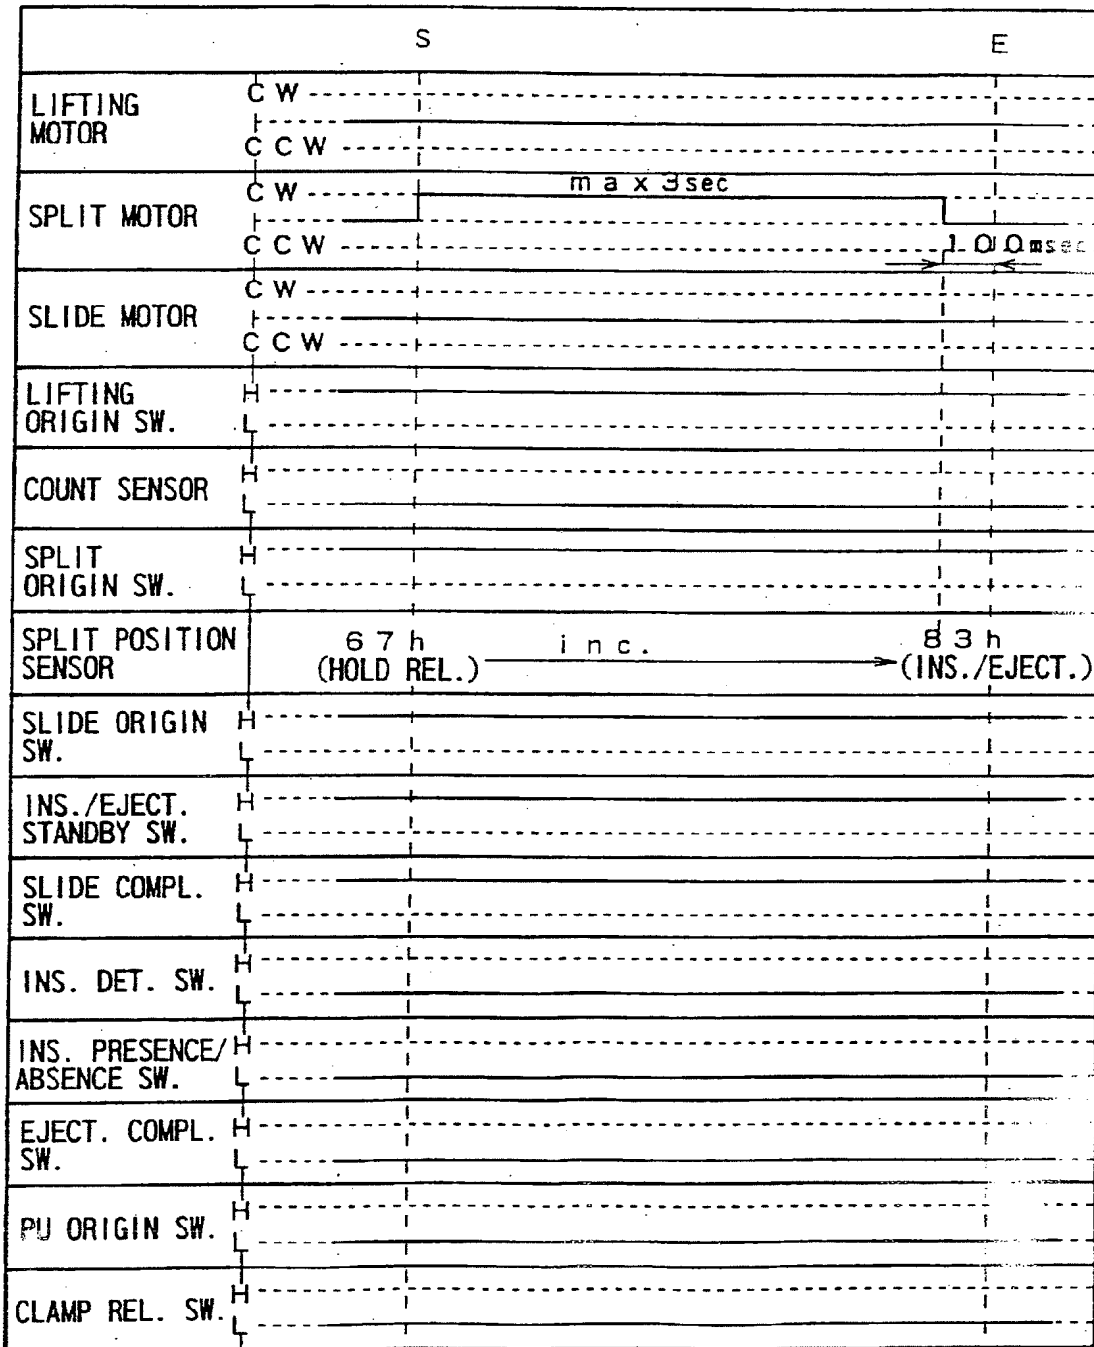 S E
LIFTING
MOTOR
CW
CCW
SPLIT MOTOR
CW
CCW
max 3sec
100msec
SLIDE MOTOR
CW
CCW
LIFTING
ORIGIN SW.
H
L
COUNT SENSOR
H
L
SPLIT
ORIGIN SW.
H
L
SPLIT POSITION
SENSOR
67h inc. 83h
(HOLD REL.) (INS./EJECT.)
SLIDE ORIGIN
SW.
H
L
INS./EJECT.
STANDBY SW.
H
L
SLIDE COMPL.
SW.
H
L
INS. DET. SW.
H
L
INS. PRESENCE/
ABSENCE SW.
H
L
EJECT. COMPL.
SW.
H
L
PU ORIGIN SW.
H
L
CLAMP REL. SW.
H
L